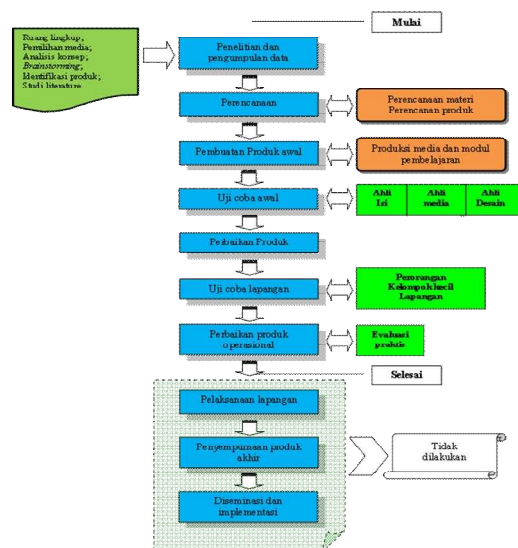 Mulai
Ruang lingkup;
Pemilihan media;
Analisis konsep;
Brainstorming;
Identifikasi produk;
Studi literature
Penelitian dan
pengumpulan data
Perencanaan
Perencanaan materi
Perencanan produk
Pembuatan Produk awal
Produksi media dan modul
pembelajaran
Uji coba awal
Ahli
Isi
Ahli
media
Ahli
Desain
Perbaikan Produk
Uji coba lapangan
Perorangan
Kelompok kecil
Lapangan
Perbaikan produk
operasional
Evaluasi
praktis
Selesai
Pelaksanaan lapangan
Penyempurnaan produk
akhir
Tidak
dilakukan
Diseminasi dan
implementasi